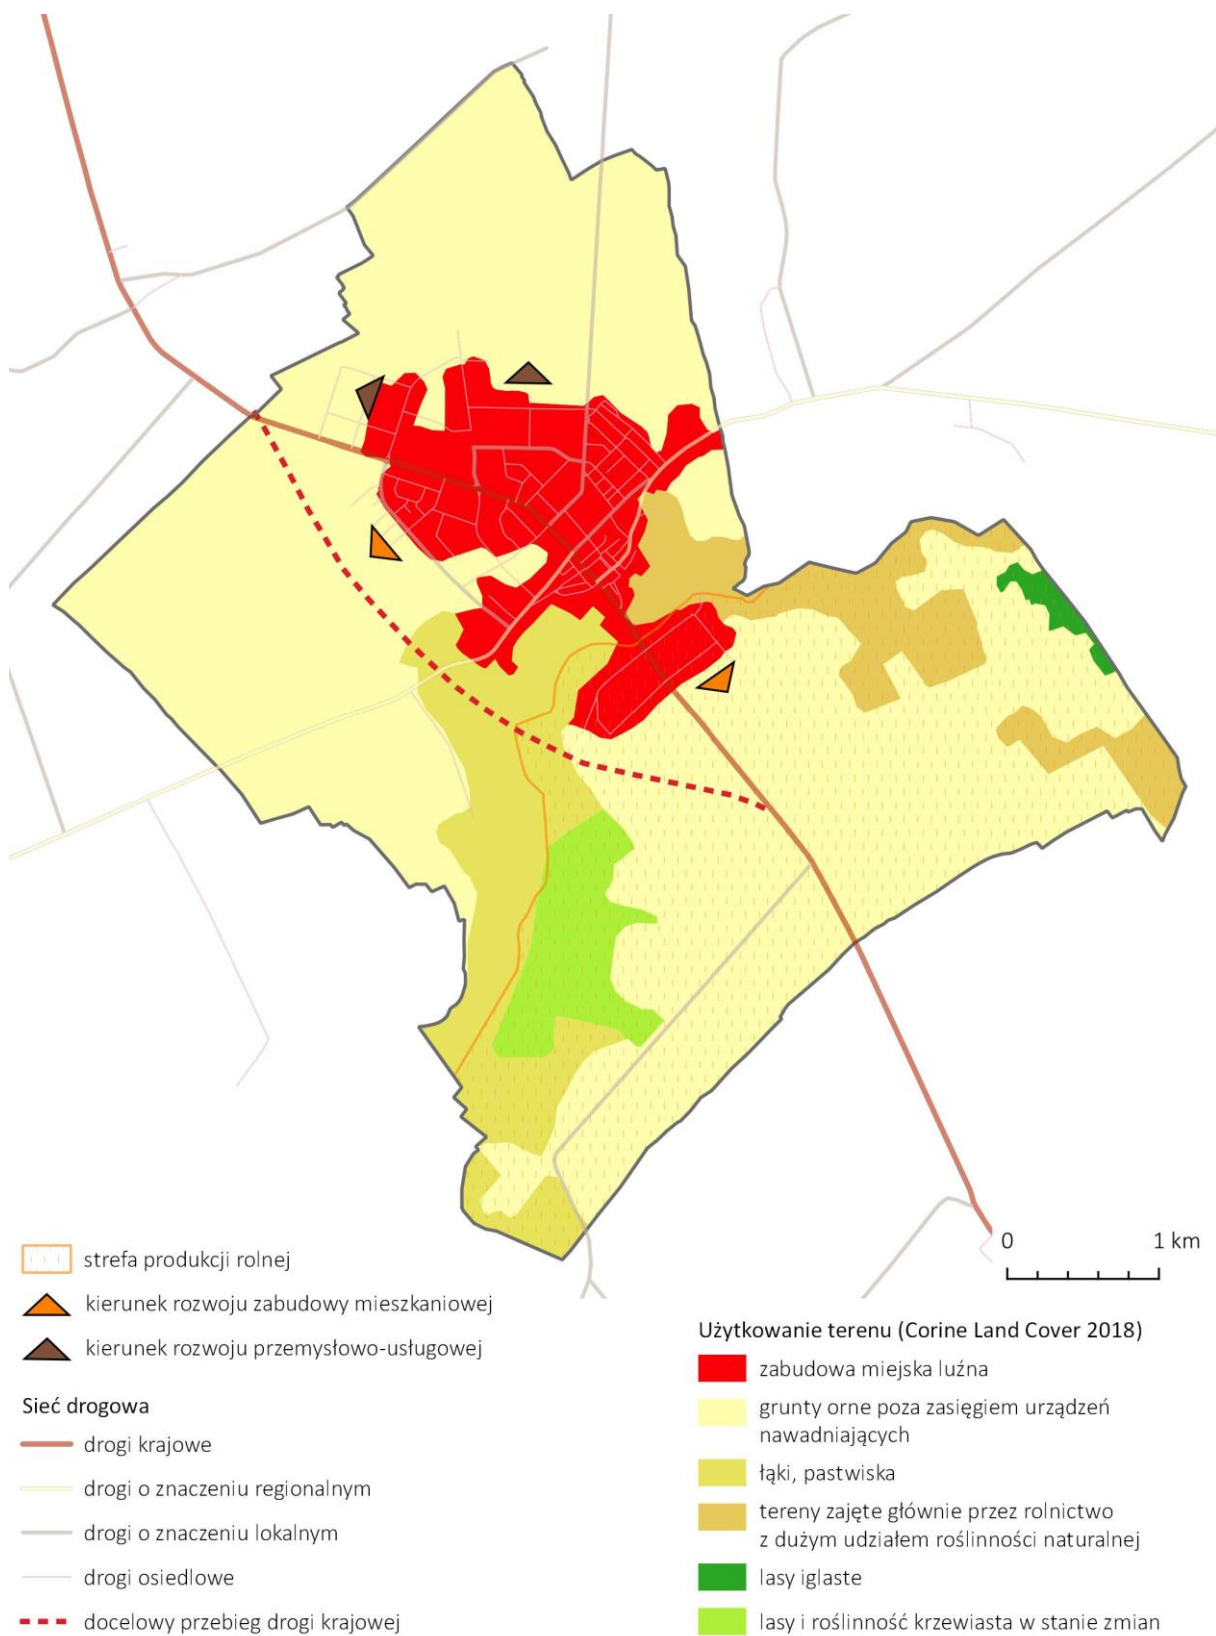 0 1 km
strefa produkcji rolnej
kierunek rozwoju zabudowy mieszkaniowej
kierunek rozwoju przemysłowo-usługowej
Sieć drogowa
drogi krajowe
drogi o znaczeniu regionalnym
drogi o znaczeniu lokalnym
drogi osiedlowe
docelowy przebieg drogi krajowej
Użytkowanie terenu (Corine Land Cover 2018)
zabudowa miejska luźna
grunty orne poza zasięgiem urządzeń
nawadniających
łąki, pastwiska
tereny zajęte głównie przez rolnictwo
z dużym udziałem roślinności naturalnej
lasy iglaste
lasy i roślinność krzewiasta w stanie zmian